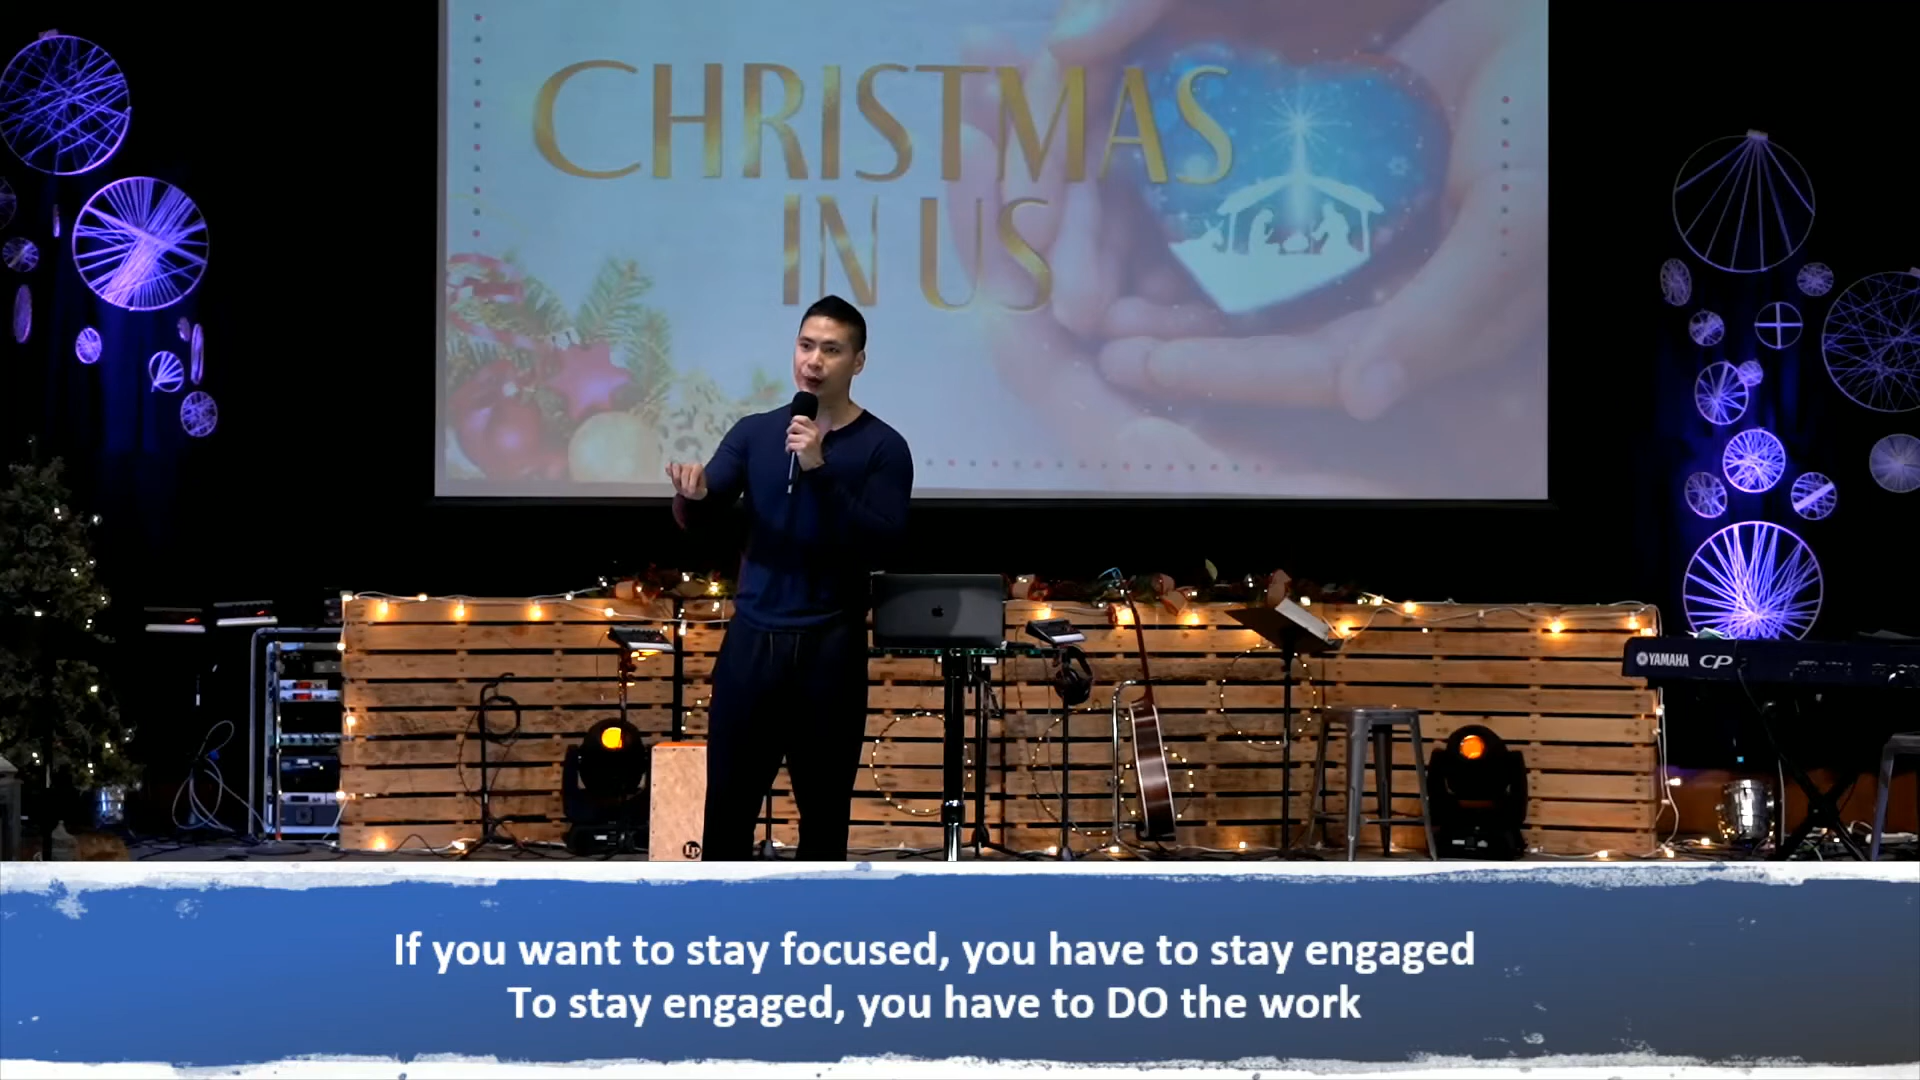 CHRISTMAS
IN US
YAMAHA CP
LP
If you want to stay focused, you have to stay engaged
To stay engaged, you have to DO the work